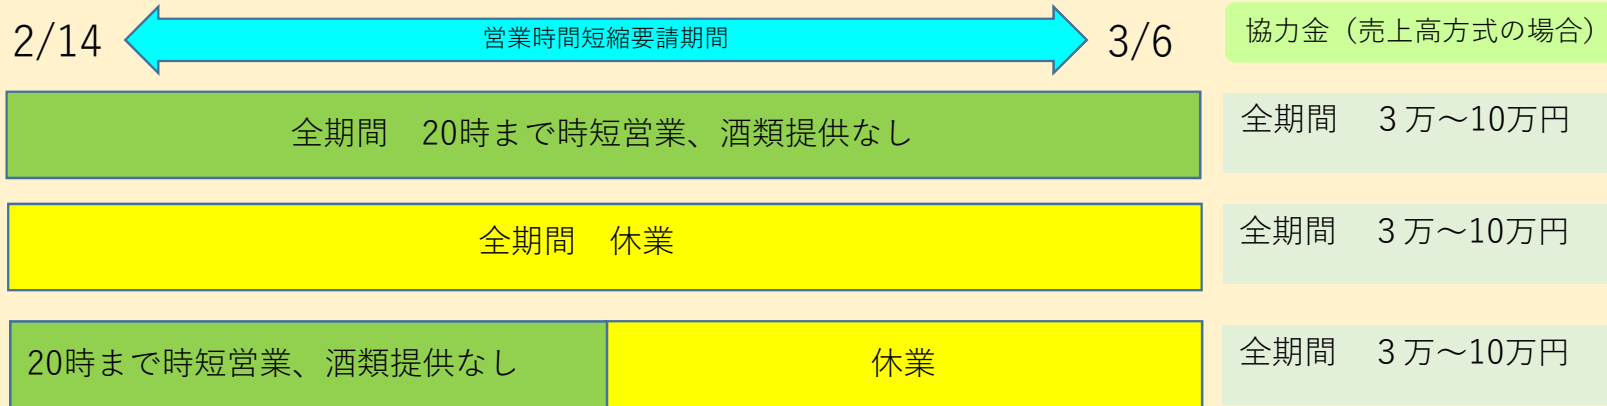 2/14
営業時間短縮要請期間
3/6
協力金（売上高方式の場合）
全期間　20時まで時短営業、酒類提供なし
全期間　３万～10万円
全期間　休業
全期間　３万～10万円
20時まで時短営業、酒類提供なし
休業
全期間　３万～10万円